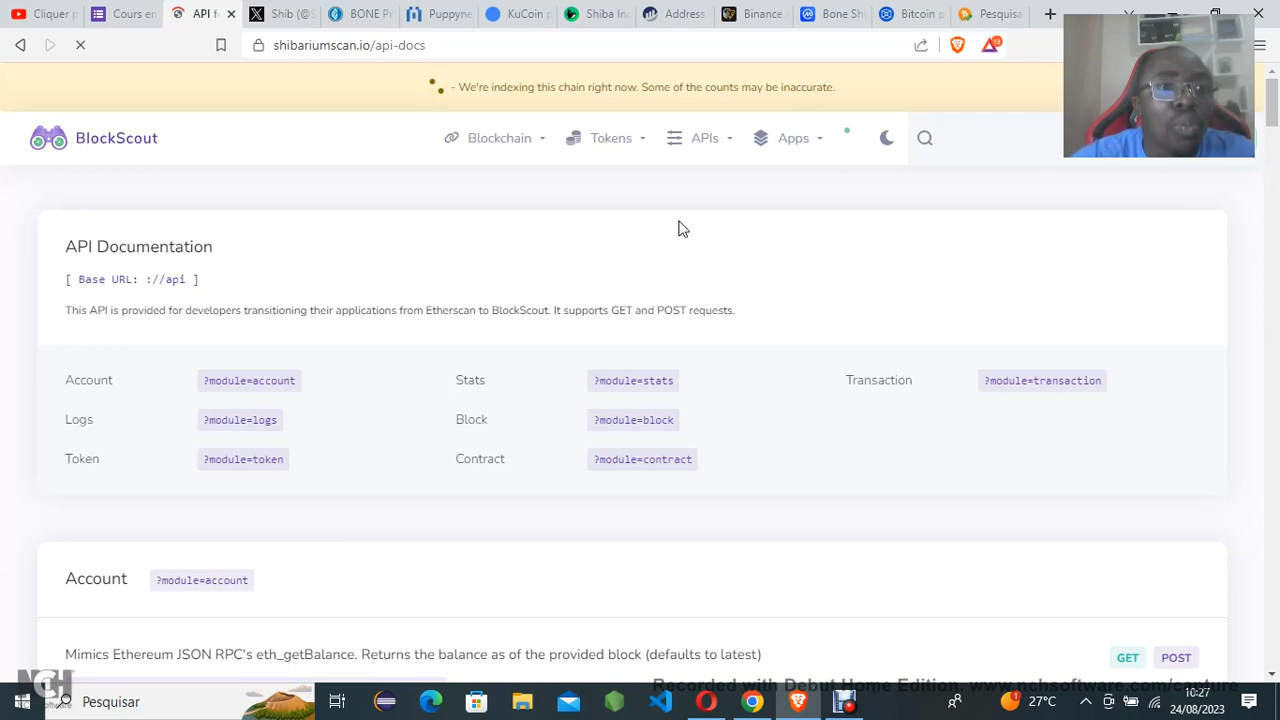 Cliquer p
Cours en
API f
Shib (@S
BONE Pr
Puppyne
KuCoin p
Shiba Inu
Address
Binance
Bone Shi
Bitcoin p
Pesquisa
shibariumscan.io/api-docs
- We're indexing this chain right now. Some of the counts may be inaccurate.
BlockScout
Blockchain
Tokens
APIs
Apps
API Documentation
[ Base URL: ://api ]
This API is provided for developers transitioning their applications from Etherscan to BlockScout. It supports GET and POST requests.
Account ?module=account Stats ?module=stats Transaction ?module=transaction
Logs ?module=logs Block ?module=block
Token ?module=token Contract ?module=contract
Account ?module=account
Mimics Ethereum JSON RPC's eth_getBalance. Returns the balance as of the provided block (defaults to latest)
GET POST
NCH
Software
Recorded with Debut Home Edition. www.nchsoftware.com/capture
Pesquisar
27°C
10:27
24/08/2023